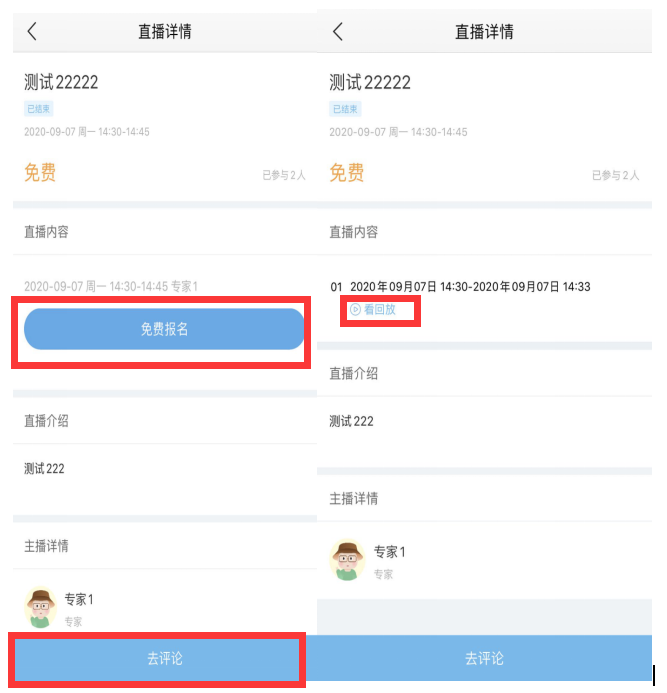 直播详情
测试22222
已结束
2020-09-07 周一 14:30-14:45
免费
已参与2人
直播内容
2020-09-07 周一 14:30-14:45 专家1
免费报名
直播介绍
测试222
主播详情
专家1
专家
去评论
直播详情
测试22222
已结束
2020-09-07 周一 14:30-14:45
免费
已参与2人
直播内容
01 2020年09月07日 14:30-2020年09月07日 14:33
看回放
直播介绍
测试222
主播详情
专家1
专家
去评论